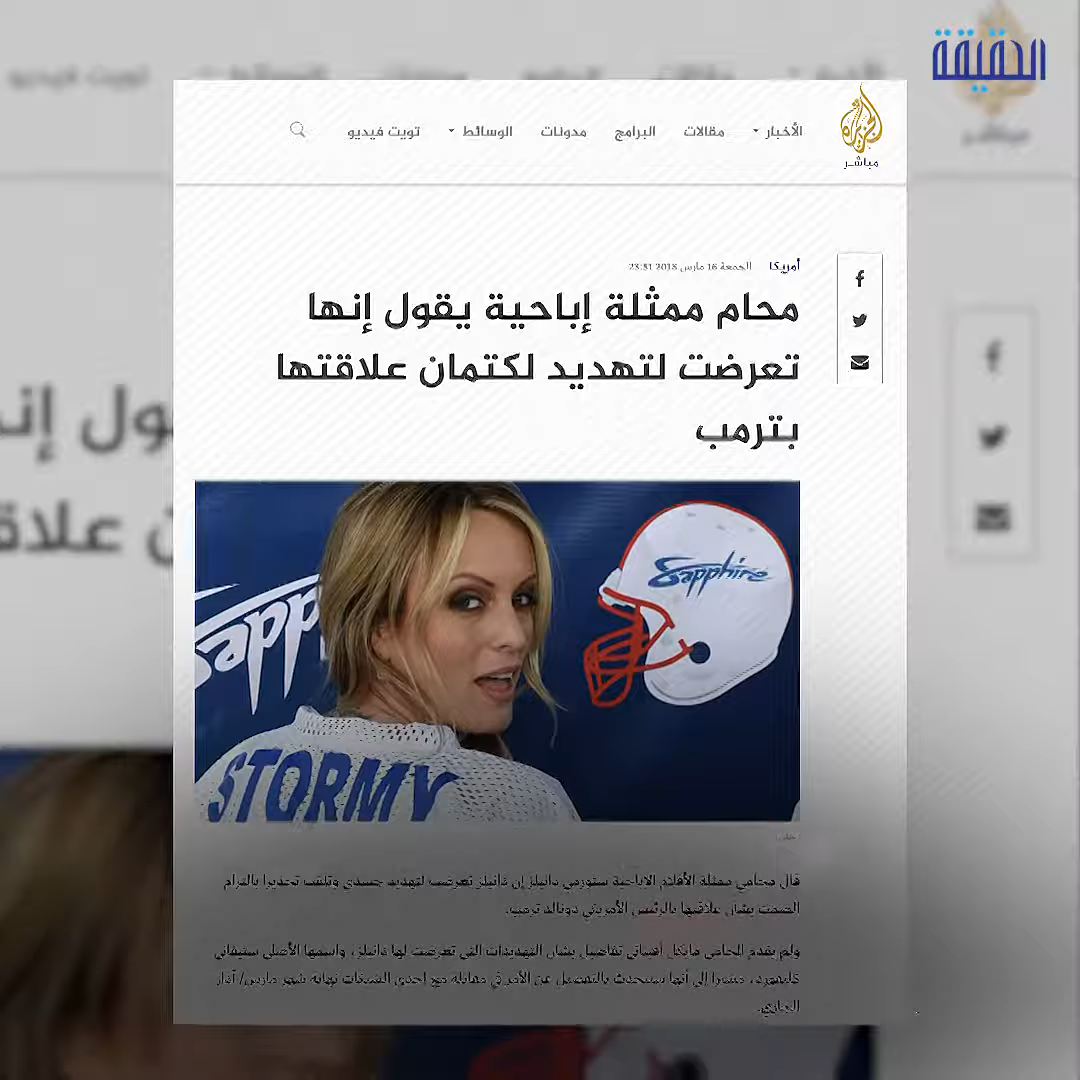 الحقيقة
الأخبار
مقالات
البرامج
مدونات
الوسائط
تويت فيديو
الجزيرة
مباشر
أمريكا
الجمعة 16 مارس 2018 23:51
محام ممثلة إباحية يقول إنها
تعرضت لتهديد لكتمان علاقتها
بترمب
Sapphire
Sapp
STORMY
قال محامي ممثلة الأفلام الإباحية ستورمي دانيلز إن دانيلز تعرضت لتهديد جسدي وتلقت تحذيرا بالتزام
الصمت بشأن علاقتها بالرئيس الأمريكي دونالد ترمب.
ولم يقدم المحامي مايكل أفيناتي تفاصيل بشأن التهديدات التي تعرضت لها دانيلز، واسمها الأصلي ستيفاني
كليفورد، مشيرا إلى أنها ستتحدث بالتفصيل عن الأمر في مقابلة مع إحدى الشبكات نهاية شهر مارس/ آذار
الجاري.